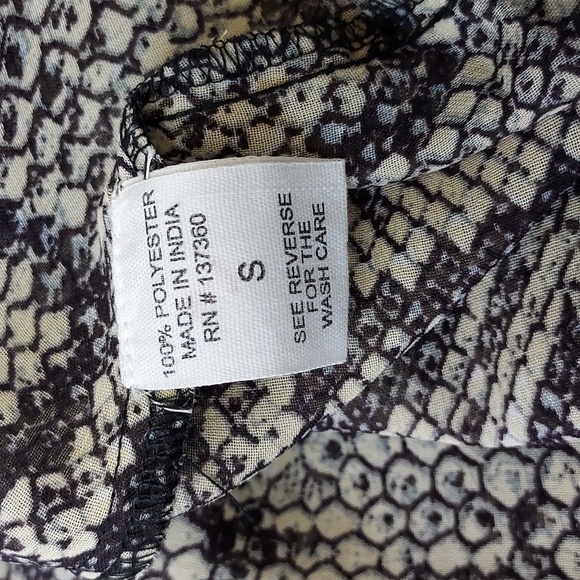 100% POLYESTER
MADE IN INDIA
RN # 137360
S
SEE REVERSE
FOR THE
WASH CARE